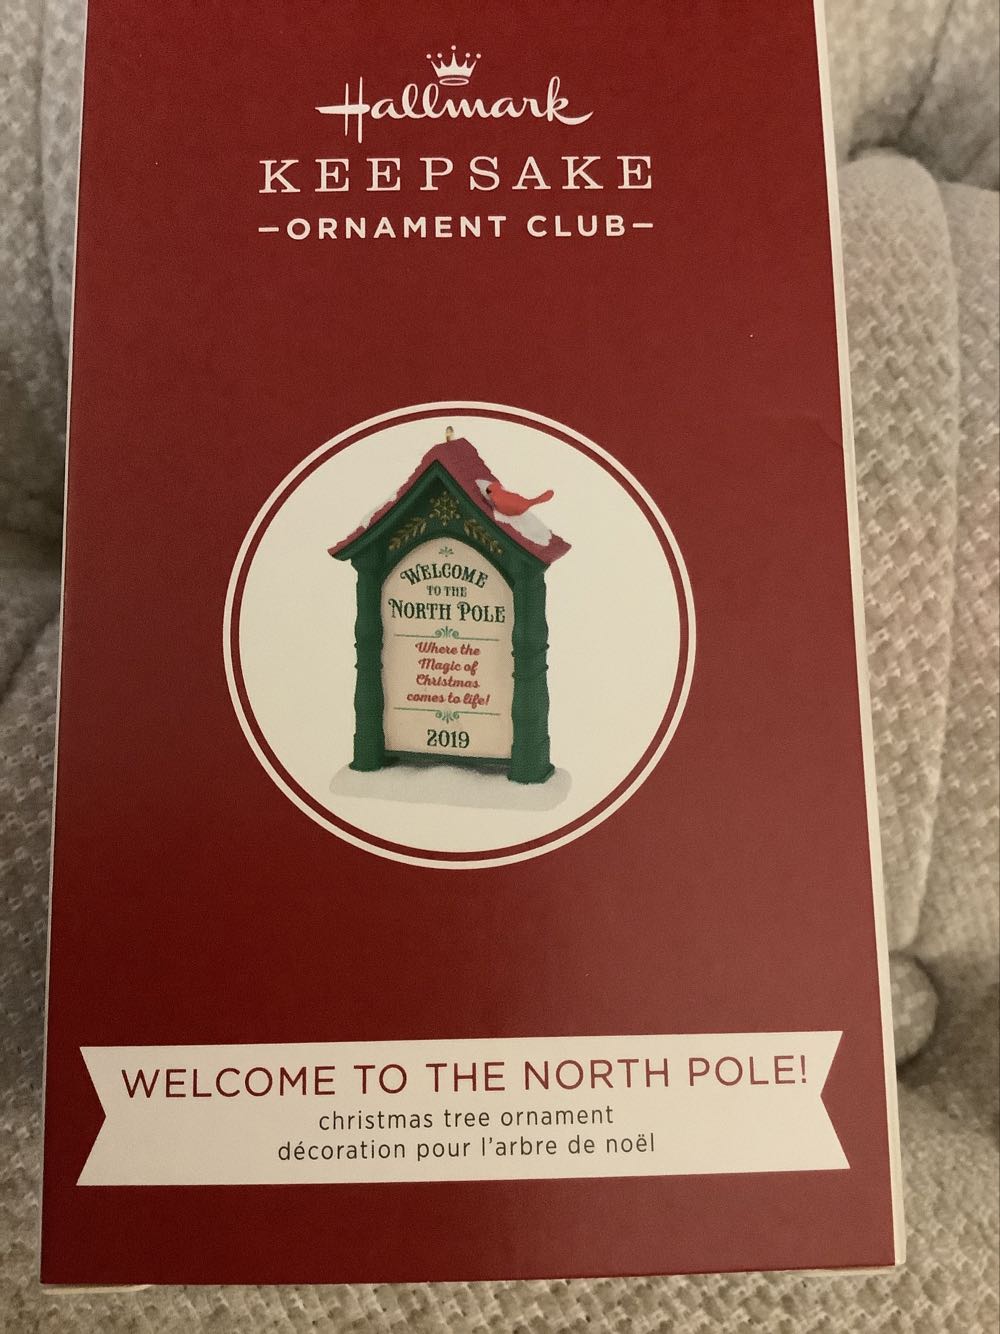 Hallmark
KEEPSAKE
–ORNAMENT CLUB–
WELCOME
TO THE
NORTH POLE
Where the
Magic of
Christmas
comes to life!
2019
WELCOME TO THE NORTH POLE!
christmas tree ornament
décoration pour l'arbre de noël